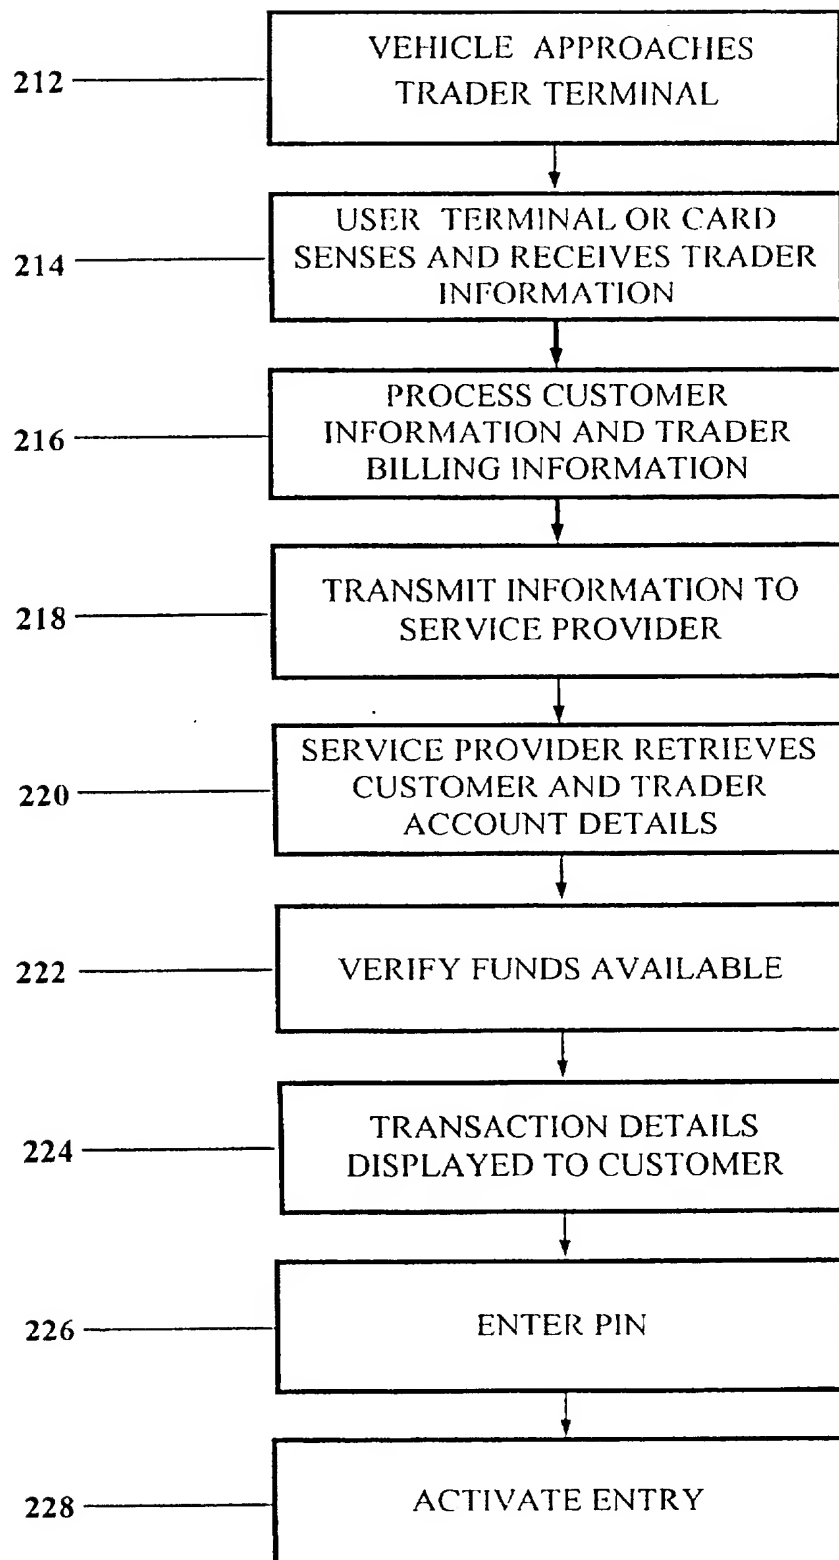 VEHICLE APPROACHES
TRADER TERMINAL
212
USER TERMINAL OR CARD
SENSES AND RECEIVES TRADER
INFORMATION
214
PROCESS CUSTOMER
INFORMATION AND TRADER
BILLING INFORMATION
216
TRANSMIT INFORMATION TO
SERVICE PROVIDER
218
SERVICE PROVIDER RETRIEVES
CUSTOMER AND TRADER
ACCOUNT DETAILS
220
VERIFY FUNDS AVAILABLE
222
TRANSACTION DETAILS
DISPLAYED TO CUSTOMER
224
ENTER PIN
226
ACTIVATE ENTRY
228